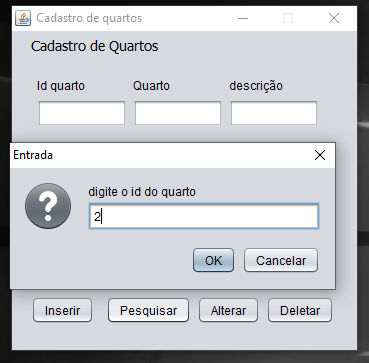 Cadastro de quartos
Cadastro de Quartos
Id quarto Quarto descrição
Entrada
digite o id do quarto
2
OK Cancelar
Inserir Pesquisar Alterar Deletar